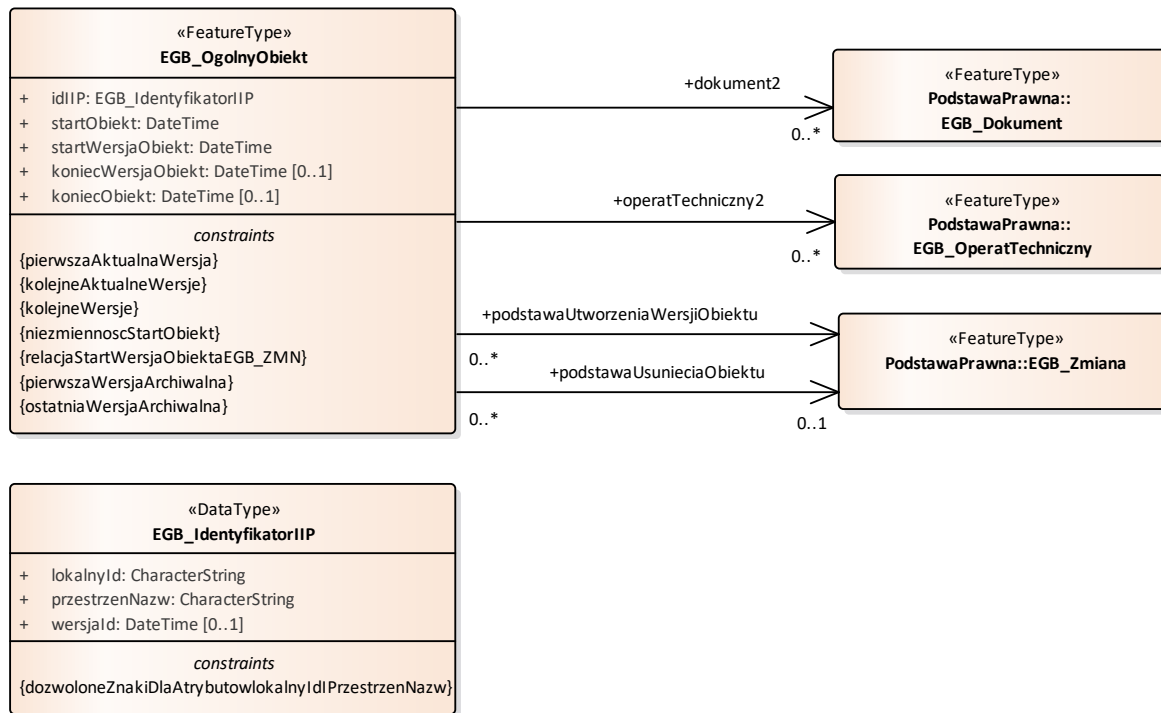 «FeatureType»
EGB_OgolnyObiekt
+ idIIP: EGB_IdentyfikatorIIP
+ startObiekt: DateTime
+ startWersjaObiekt: DateTime
+ koniecWersjaObiekt: DateTime [0..1]
+ koniecObiekt: DateTime [0..1]
constraints
{pierwszaAktualnaWersja}
{kolejneAktualneWersje}
{kolejneWersje}
{niezmiennoscStartObiekt}
{relacjaStartWersjaObiektaEGB_ZMN}
{pierwszaWersjaArchiwalna}
{ostatniaWersjaArchiwalna}
+dokument2
0..*
«FeatureType»
PodstawaPrawna::
EGB_Dokument
+operatTechniczny2
0..*
«FeatureType»
PodstawaPrawna::
EGB_OperatTechniczny
+podstawaUtworzeniaWersjiObiektu
0..*
+podstawaUsunieciaObiektu
0..*
0..1
«FeatureType»
PodstawaPrawna::EGB_Zmiana
«DataType»
EGB_IdentyfikatorIIP
+ lokalnyId: CharacterString
+ przestrzenNazw: CharacterString
+ wersjaId: DateTime [0..1]
constraints
{dozwoloneZnakiDlaAtrybutowlokalnyIdIPrzestrzenNazw}